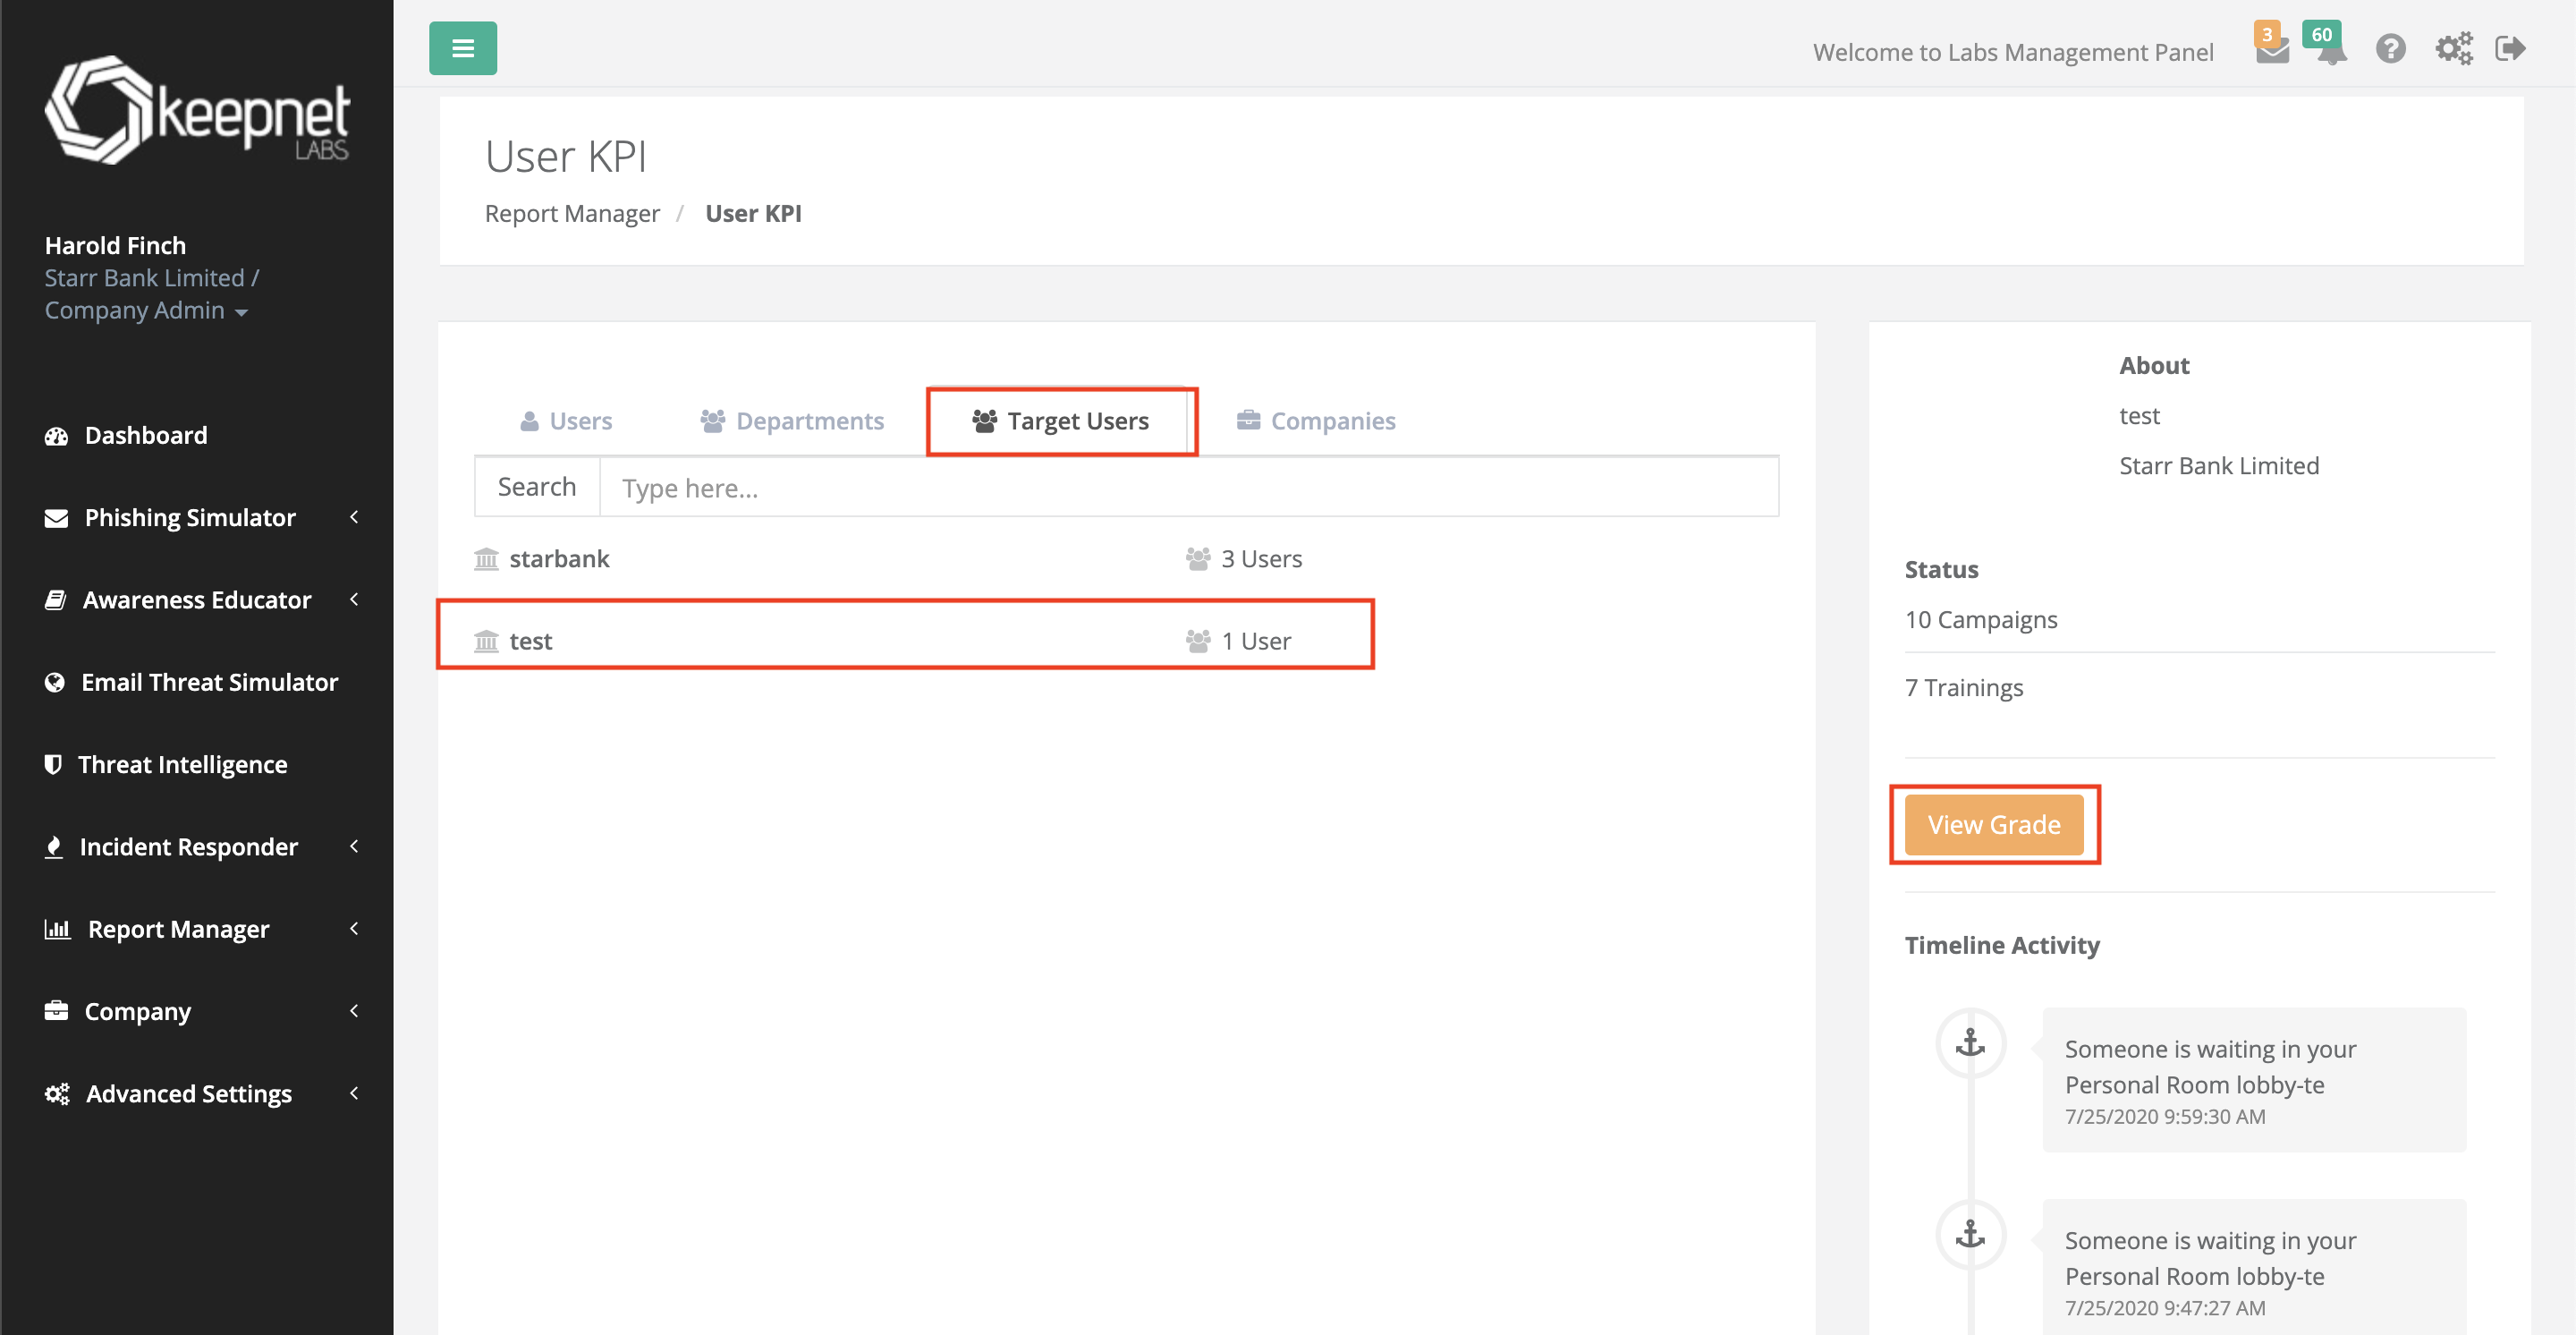 keepnet
LABS
Harold Finch
Starr Bank Limited /
Company Admin
Dashboard
Phishing Simulator
Awareness Educator
Email Threat Simulator
Threat Intelligence
Incident Responder
Report Manager
Company
Advanced Settings
Welcome to Labs Management Panel
3
60
User KPI
Report Manager / User KPI
Users
Departments
Target Users
Companies
Search
Type here...
starbank
3 Users
test
1 User
About
test
Starr Bank Limited
Status
10 Campaigns
7 Trainings
View Grade
Timeline Activity
Someone is waiting in your
Personal Room lobby-te
7/25/2020 9:59:30 AM
Someone is waiting in your
Personal Room lobby-te
7/25/2020 9:47:27 AM